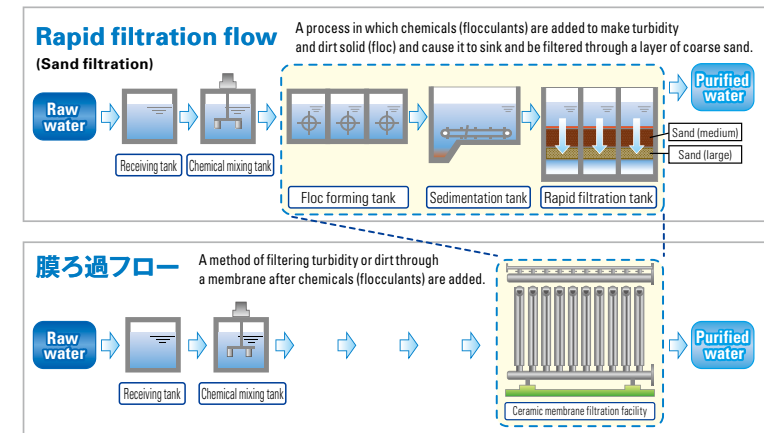 Rapid filtration flow
(Sand filtration)
A process in which chemicals (flocculants) are added to make turbidity
and dirt solid (floc) and cause it to sink and be filtered through a layer of coarse sand.
Raw
water
Receiving tank
Chemical mixing tank
Floc forming tank
Sedimentation tank
Rapid filtration tank
Sand (medium)
Sand (large)
Purified
water
膜ろ過フロー
A method of filtering turbidity or dirt through
a membrane after chemicals (flocculants) are added.
Raw
water
Receiving tank
Chemical mixing tank
Ceramic membrane filtration facility
Purified
water